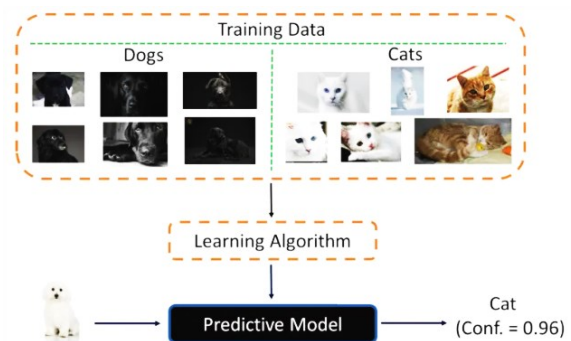 Training Data
Dogs
Cats
Learning Algorithm
Predictive Model
Cat
(Conf. = 0.96)